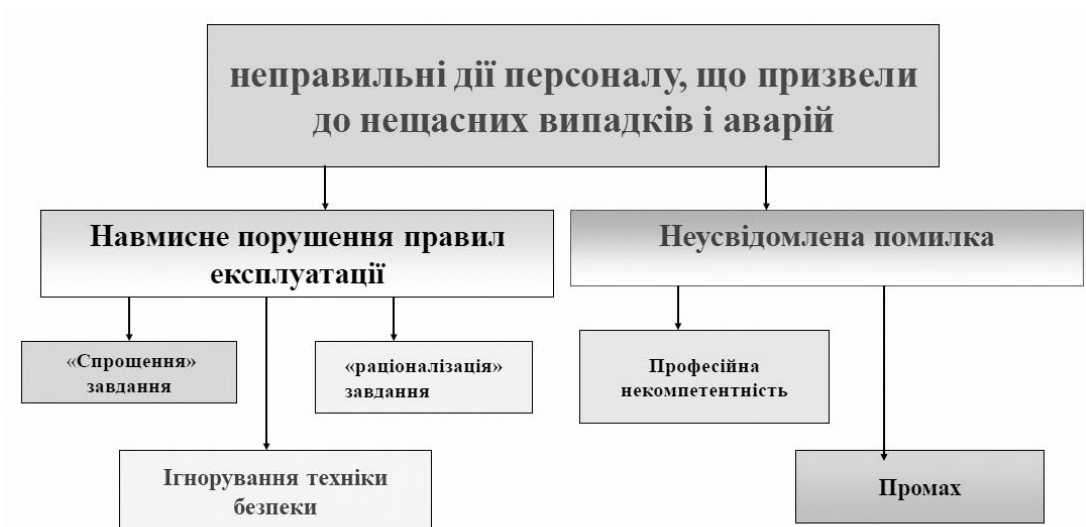 неправильні дії персоналу, що призвели
до нещасних випадків і аварій
Навмисне порушення правил
експлуатації
Неусвідомлена помилка
«Спрощення»
завдання
«раціоналізація»
завдання
Професійна
некомпетентність
Ігнорування техніки
безпеки
Промах